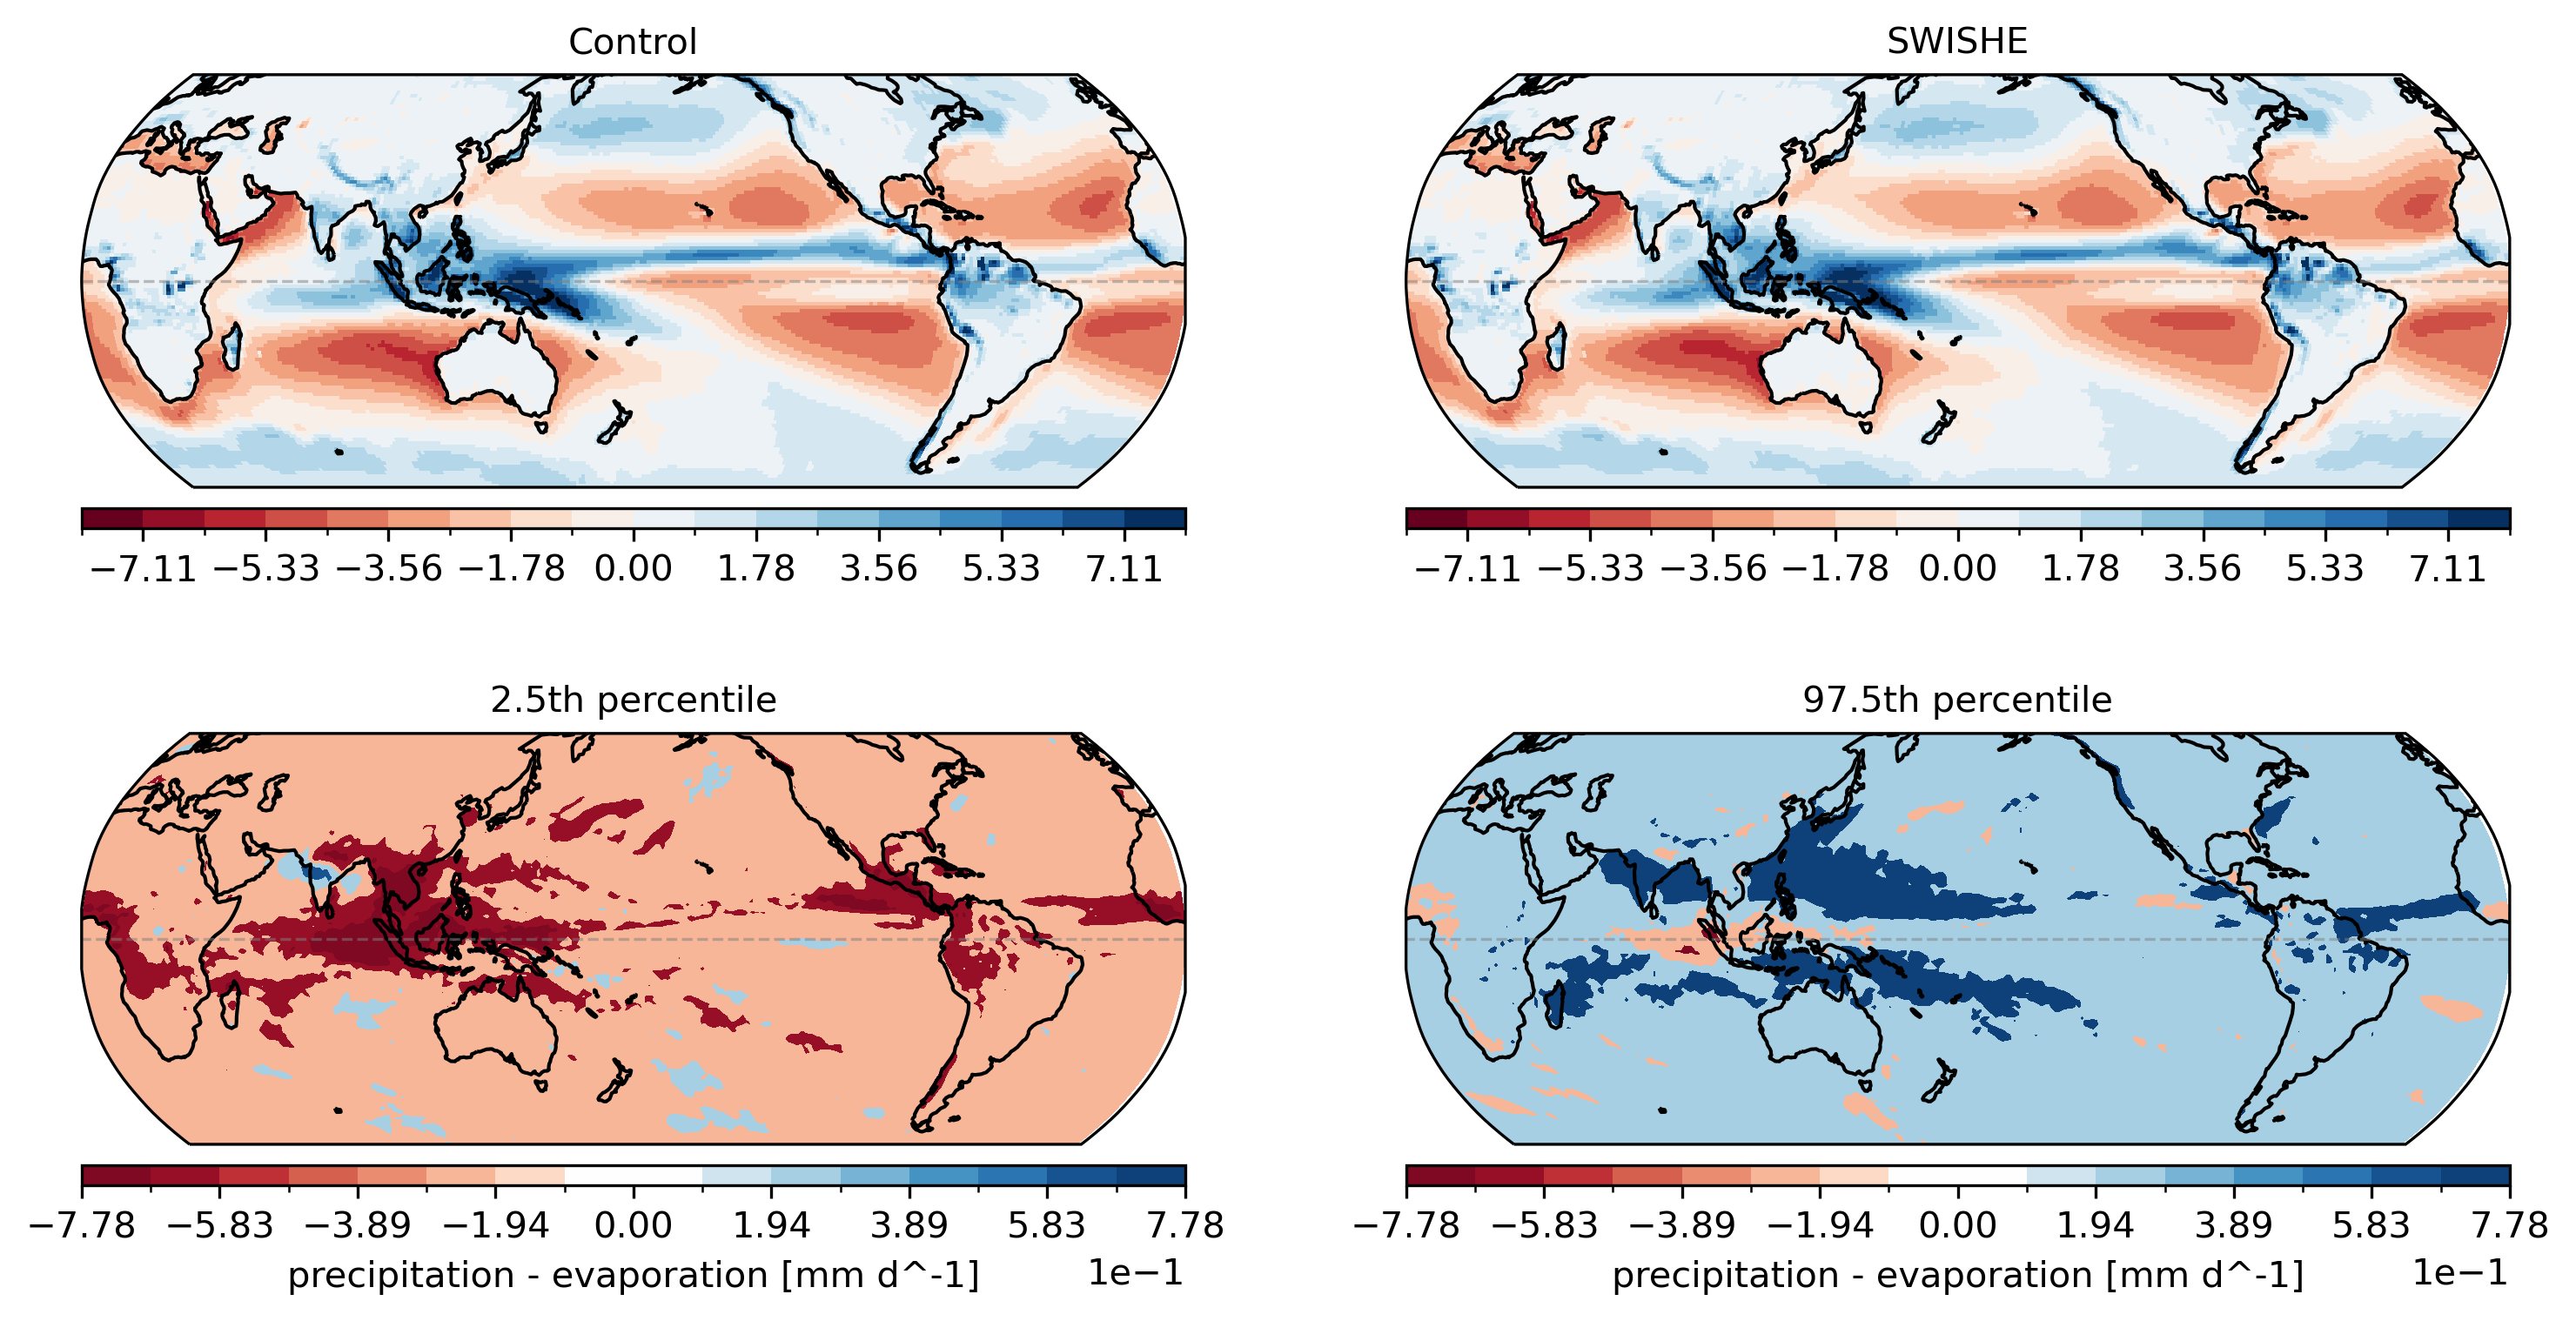 Control
SWISHE
−7.11 −5.33 −3.56 −1.78 0.00 1.78 3.56 5.33 7.11
−7.11 −5.33 −3.56 −1.78 0.00 1.78 3.56 5.33 7.11
2.5th percentile
97.5th percentile
−7.78 −5.83 −3.89 −1.94 0.00 1.94 3.89 5.83 7.78
precipitation - evaporation [mm d^-1]
1e−1
−7.78 −5.83 −3.89 −1.94 0.00 1.94 3.89 5.83 7.78
precipitation - evaporation [mm d^-1]
1e−1